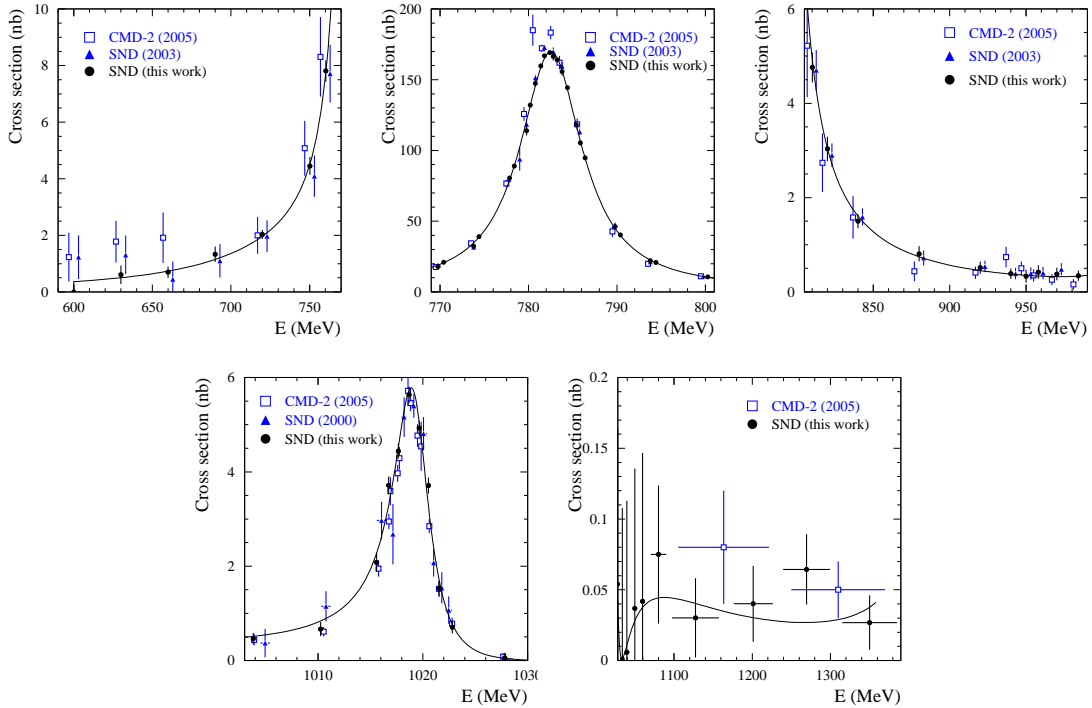 Cross section (nb)
10
8
6
4
2
0
CMD-2 (2005)
SND (2003)
SND (this work)
600
650
700
750
E (MeV)
Cross section (nb)
200
150
100
50
0
CMD-2 (2005)
SND (2003)
SND (this work)
770
780
790
800
E (MeV)
Cross section (nb)
6
4
2
0
CMD-2 (2005)
SND (2003)
SND (this work)
850
900
950
E (MeV)
Cross section (nb)
6
4
2
0
CMD-2 (2005)
SND (2000)
SND (this work)
1010
1020
1030
E (MeV)
Cross section (nb)
0.2
0.15
0.1
0.05
0
CMD-2 (2005)
SND (this work)
1100
1200
1300
E (MeV)